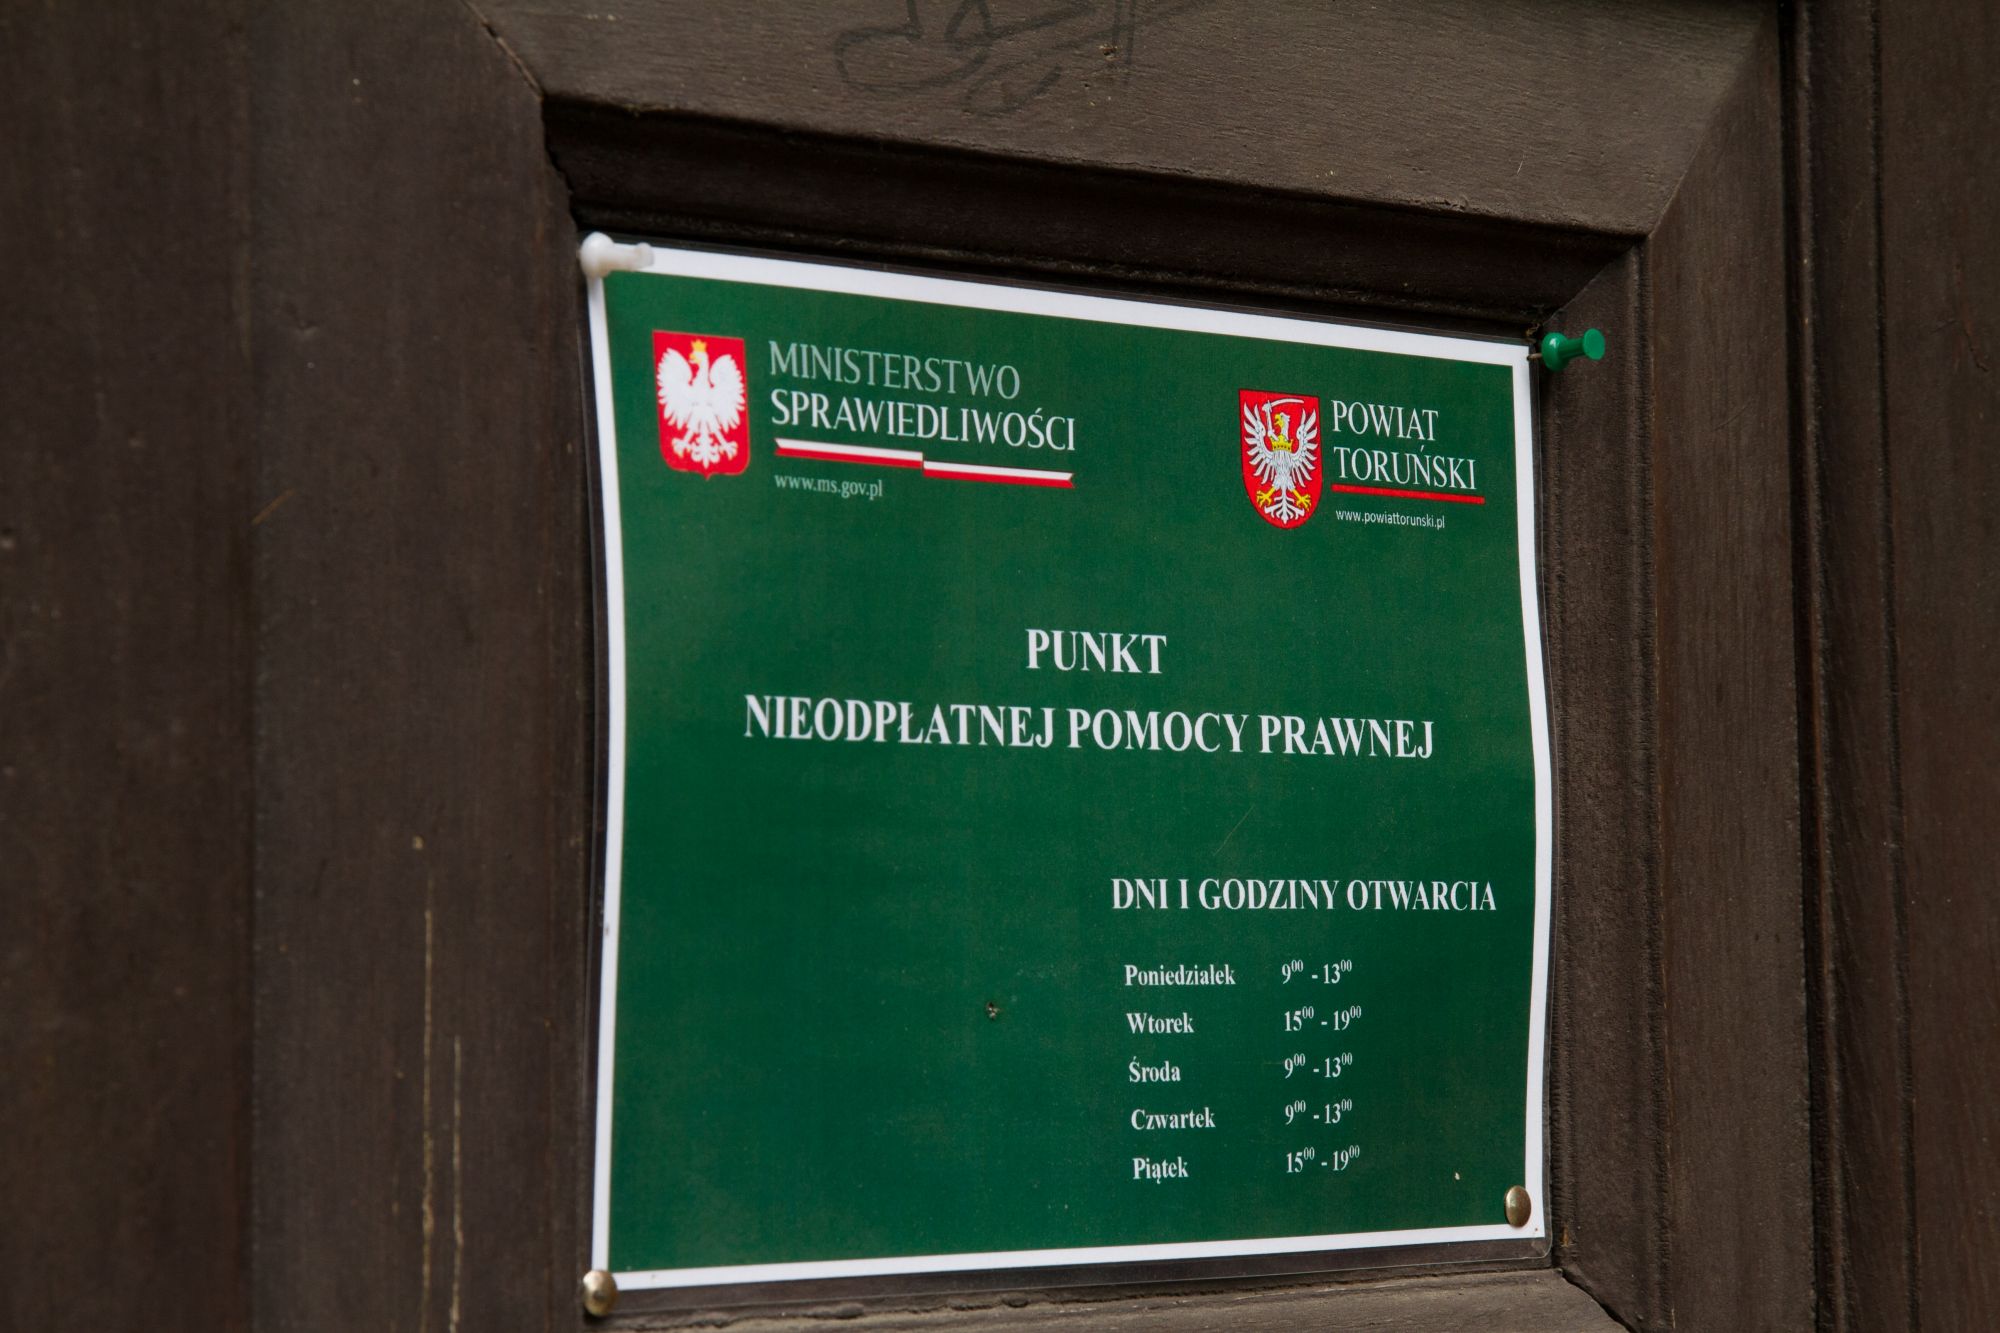 MINISTERSTWO
SPRAWIEDLIWOŚCI
www.ms.gov.pl
POWIAT
TORUŃSKI
www.powiattorunski.pl
PUNKT
NIEODPŁATNEJ POMOCY PRAWNEJ
DNI I GODZINY OTWARCIA
Poniedziałek 9⁰⁰ - 13⁰⁰
Wtorek 15⁰⁰ - 19⁰⁰
Środa 9⁰⁰ - 13⁰⁰
Czwartek 9⁰⁰ - 13⁰⁰
Piątek 15⁰⁰ - 19⁰⁰